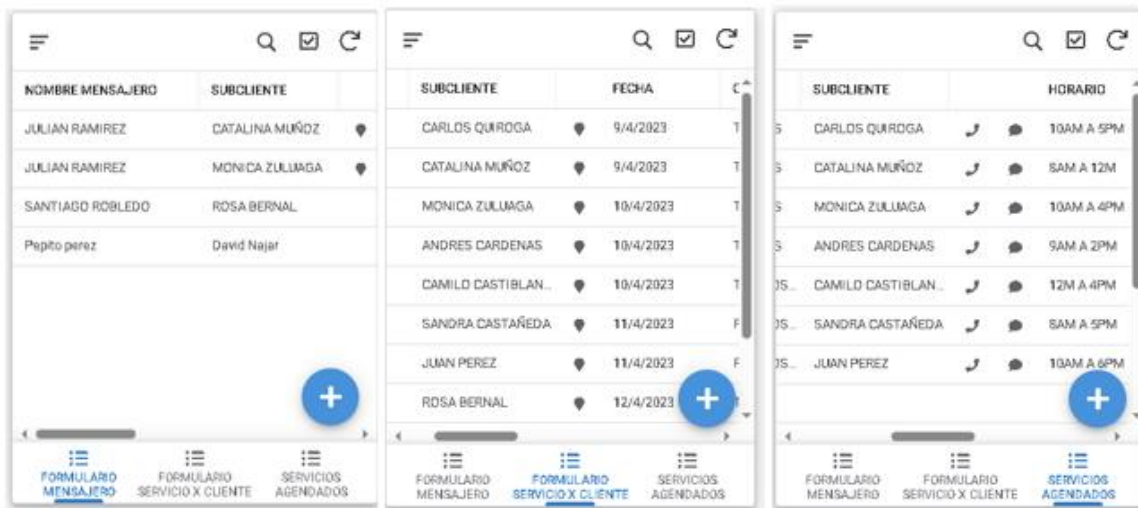 NOMBRE MENSAJERO SUBCLIENTE
JULIAN RAMIREZ CATALINA MUÑOZ
JULIAN RAMIREZ MONICA ZULUAGA
SANTIAGO ROBLEDO ROSA BERNAL
Pepito perez David Najar
FORMULARIO MENSAJERO
FORMULARIO SERVICIO X CLIENTE
SERVICIOS AGENDADOS
SUBCLIENTE FECHA C
CARLOS QUIROGA 9/4/2023 T
CATALINA MUÑOZ 9/4/2023 T
MONICA ZULUAGA 10/4/2023 T
ANDRES CARDENAS 10/4/2023 T
CAMILO CASTIBLAN... 10/4/2023 T
SANDRA CASTAÑEDA 11/4/2023 F
JUAN PEREZ 11/4/2023 F
ROSA BERNAL 12/4/2023
FORMULARIO MENSAJERO
FORMULARIO SERVICIO X CLIENTE
SERVICIOS AGENDADOS
SUBCLIENTE HORARIO
S CARLOS QUIROGA 10AM A 5PM
S CATALINA MUÑOZ 8AM A 12M
S MONICA ZULUAGA 10AM A 4PM
S ANDRES CARDENAS 9AM A 2PM
OS... CAMILO CASTIBLAN... 12M A 4PM
OS... SANDRA CASTAÑEDA 8AM A 5PM
OS... JUAN PEREZ 10AM A 6PM
FORMULARIO MENSAJERO
FORMULARIO SERVICIO X CLIENTE
SERVICIOS AGENDADOS